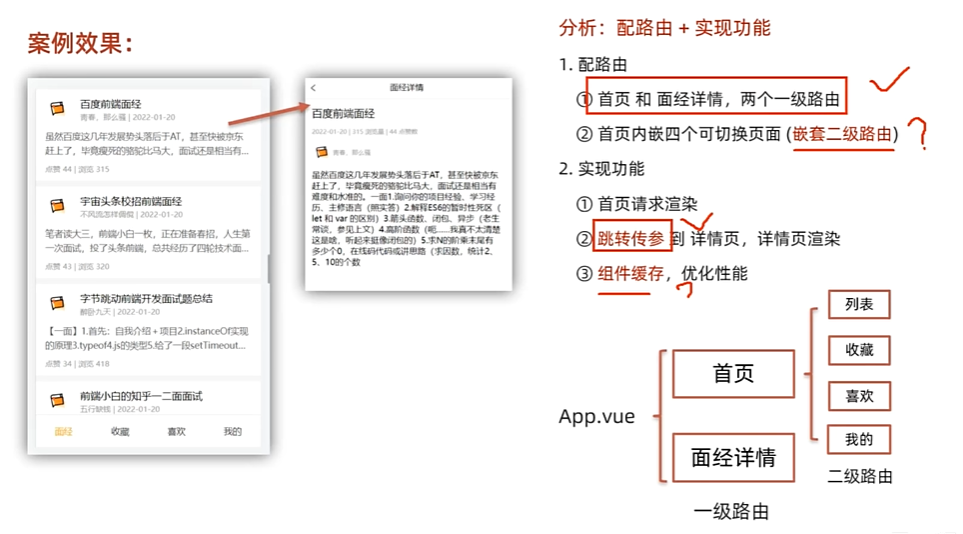 案例效果：
百度前端面经
青春、那么骚 | 2022-01-20
虽然百度这几年发展势头落后于AT，甚至快被京东
赶上了，毕竟瘦死的骆驼比马大，面试还是相当有...
点赞 44 | 浏览 315
宇宙头条校招前端面经
不风流怎样倜傥 | 2022-01-20
笔者读大三，前端小白一枚，正在准备春招，人生第
一次面试，投了头条前端，总共经历了四轮技术面...
点赞 43 | 浏览 320
字节跳动前端开发面试题总结
醉卧九天 | 2022-01-20
【一面】1.首先：自我介绍 + 项目2.instanceOf实现
的原理3.typeof4.js的类型5.给了一段setTimeout...
点赞 34 | 浏览 418
前端小白的知乎一二面面试
五行缺钱 | 2022-01-20
面经 收藏 喜欢 我的
面经详情
百度前端面经
2022-01-20 | 315 浏览量 | 44 点赞数
青春、那么骚
虽然百度这几年发展势头落后于AT，甚至快被京东
赶上了，毕竟瘦死的骆驼比马大，面试还是相当有
难度和水准的。一面1.询问你的项目经验、学习经
历、主修语言（照实答）2.解释ES6的暂时性死区（
let 和 var 的区别）3.箭头函数、闭包、异步（老生
常谈，参见上文）4.高阶函数（呃……我真不太清楚
这是啥，听起来挺像闭包的）5.求N的阶乘末尾有
多少个0，在线码代码或讲思路（求因数，统计2、
5、10的个数
分析：配路由 + 实现功能
1. 配路由
① 首页 和 面经详情，两个一级路由
② 首页内嵌四个可切换页面 (嵌套二级路由)
2. 实现功能
① 首页请求渲染
② 跳转传参 到 详情页，详情页渲染
③ 组件缓存，优化性能
App.vue
首页
面经详情
一级路由
列表
收藏
喜欢
我的
二级路由